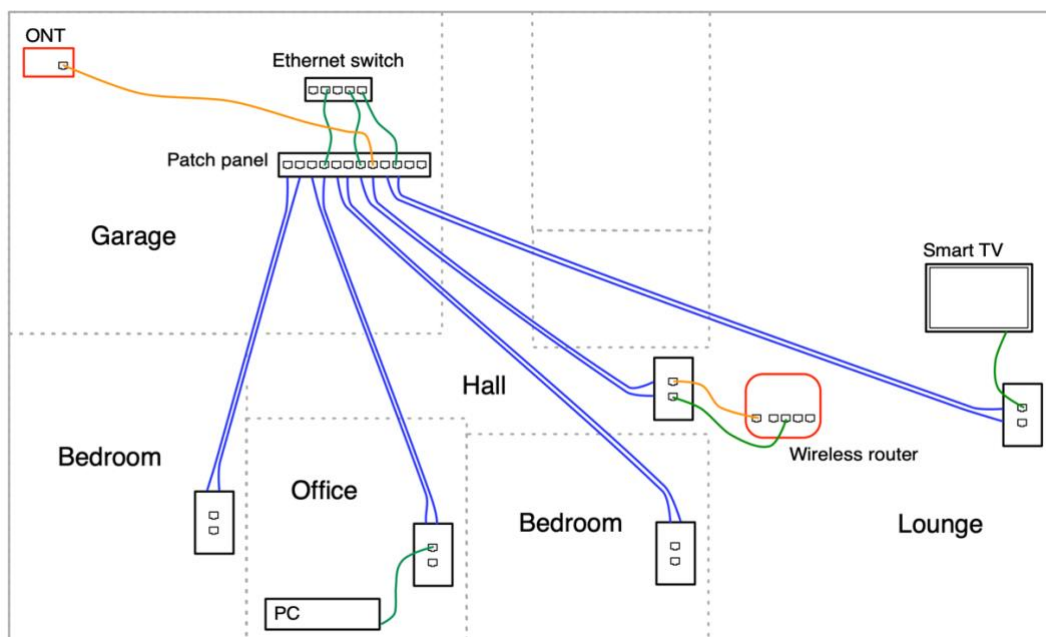 ONT
Ethernet switch
Patch panel
Garage
Smart TV
Hall
Wireless router
Bedroom
Office
Bedroom
Lounge
PC